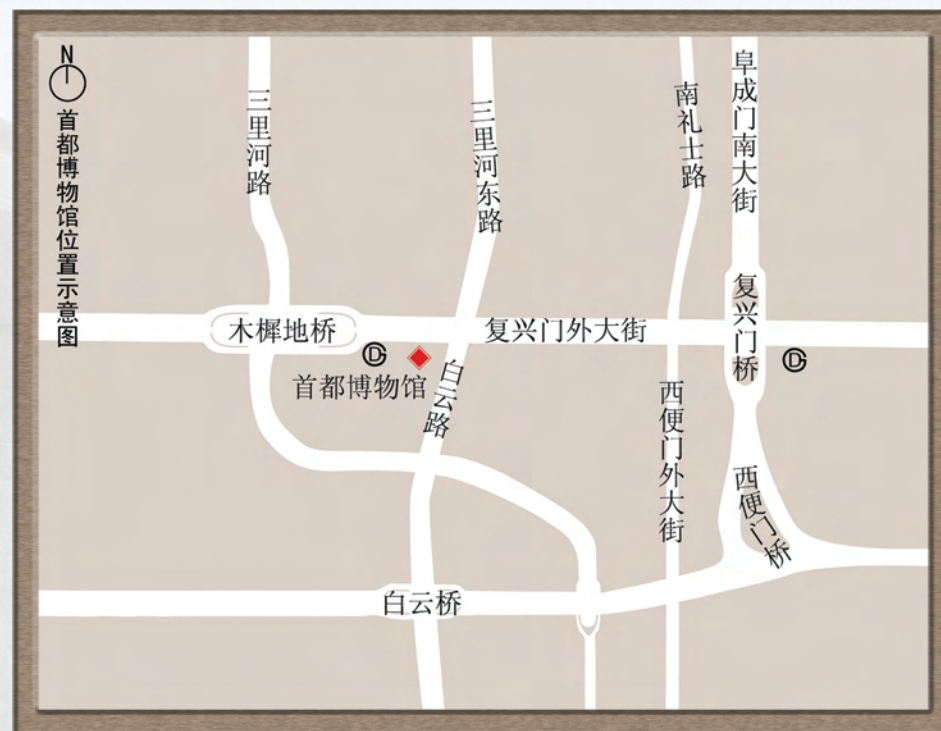 N
首都博物馆位置示意图
三里河路
三里河东路
南礼士路
阜成门南大街
木樨地桥
复兴门外大街
复兴门桥
首都博物馆
白云路
西便门外大街
西便门桥
白云桥